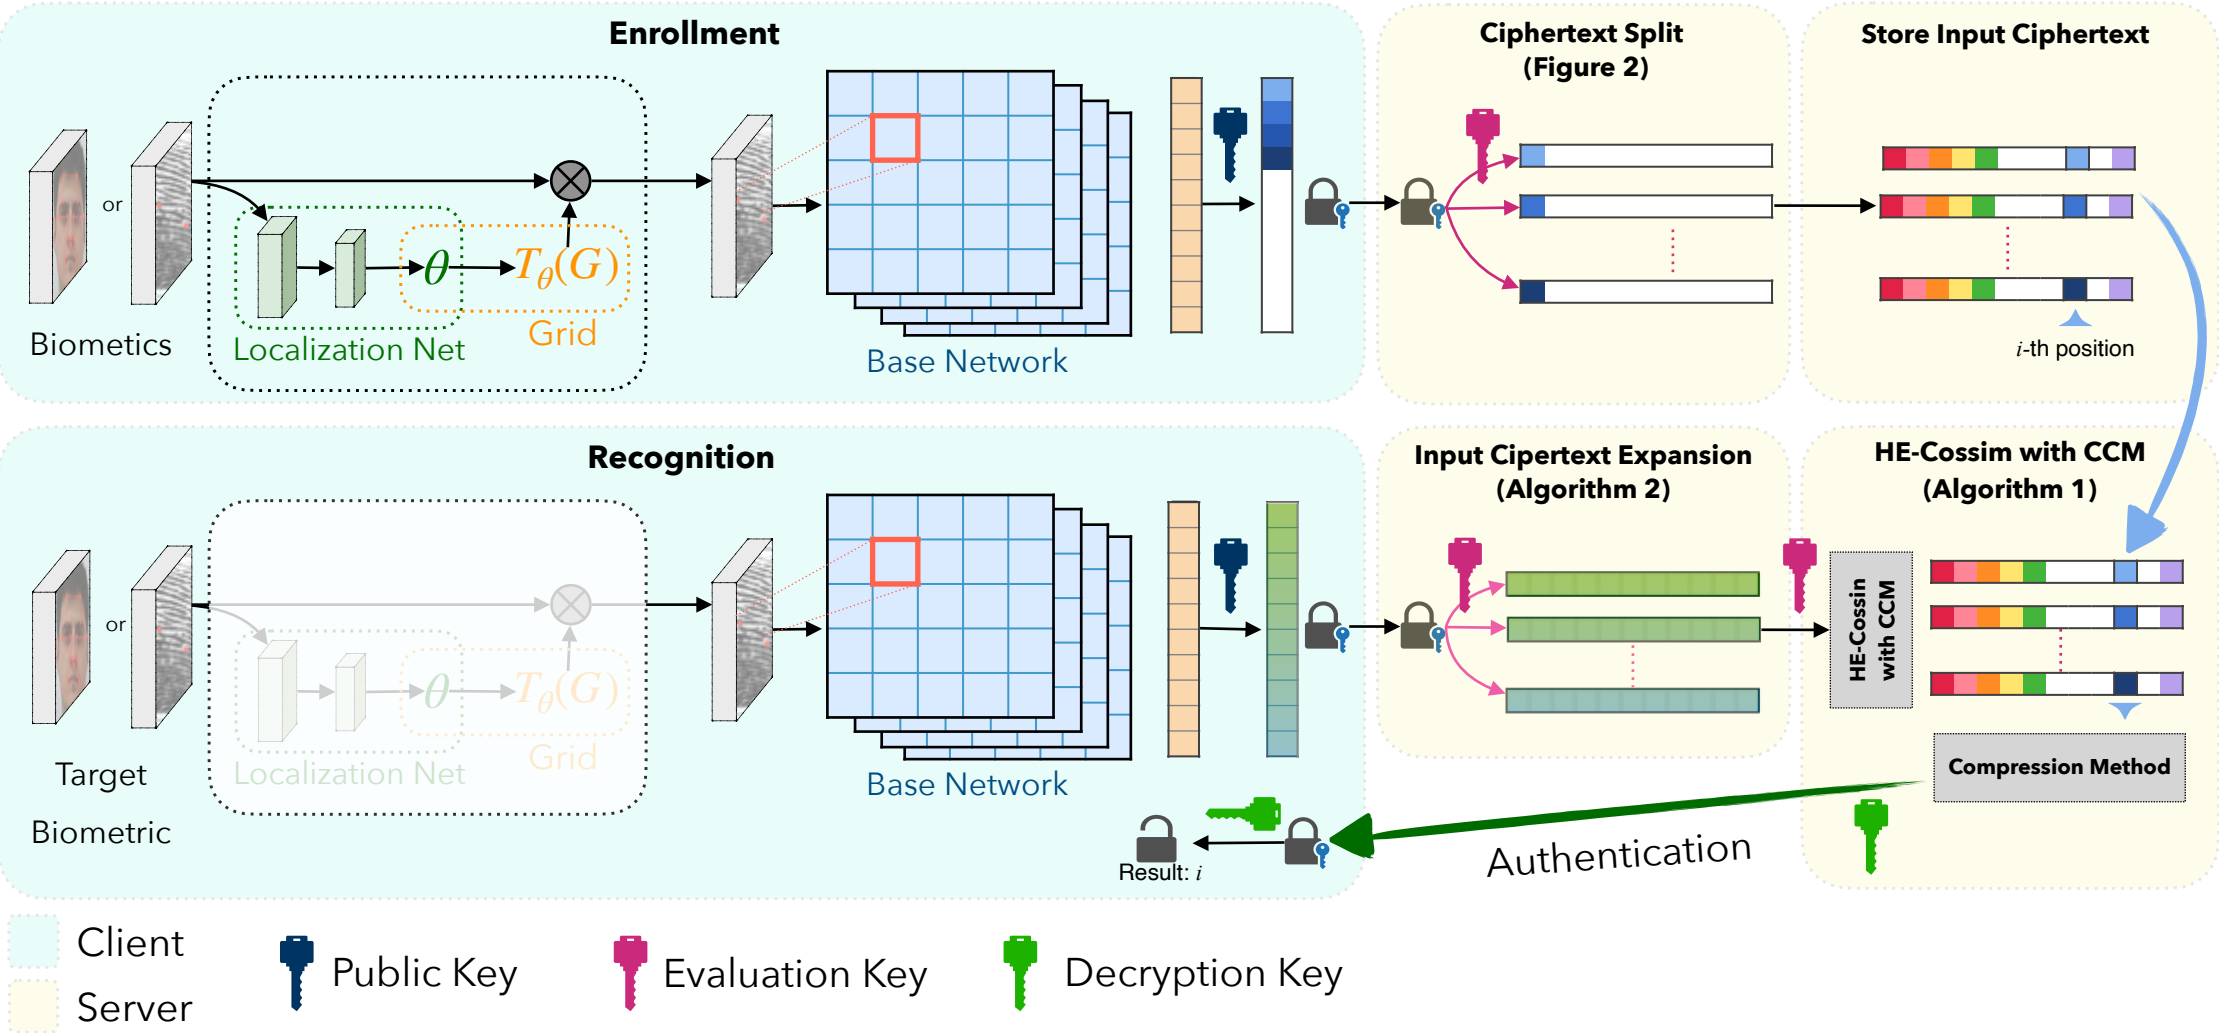 Enrollment
or
Biometics
θ
T_θ(G)
Localization Net
Grid
Base Network
Ciphertext Split
(Figure 2)
Store Input Ciphertext
i-th position
Recognition
or
Target
Biometric
θ
T_θ(G)
Localization Net
Grid
Base Network
Result: i
Input Cipertext Expansion
(Algorithm 2)
HE-Cossim with CCM
(Algorithm 1)
HE-Cossin
with CCM
Compression Method
Authentication
Client
Server
Public Key
Evaluation Key
Decryption Key